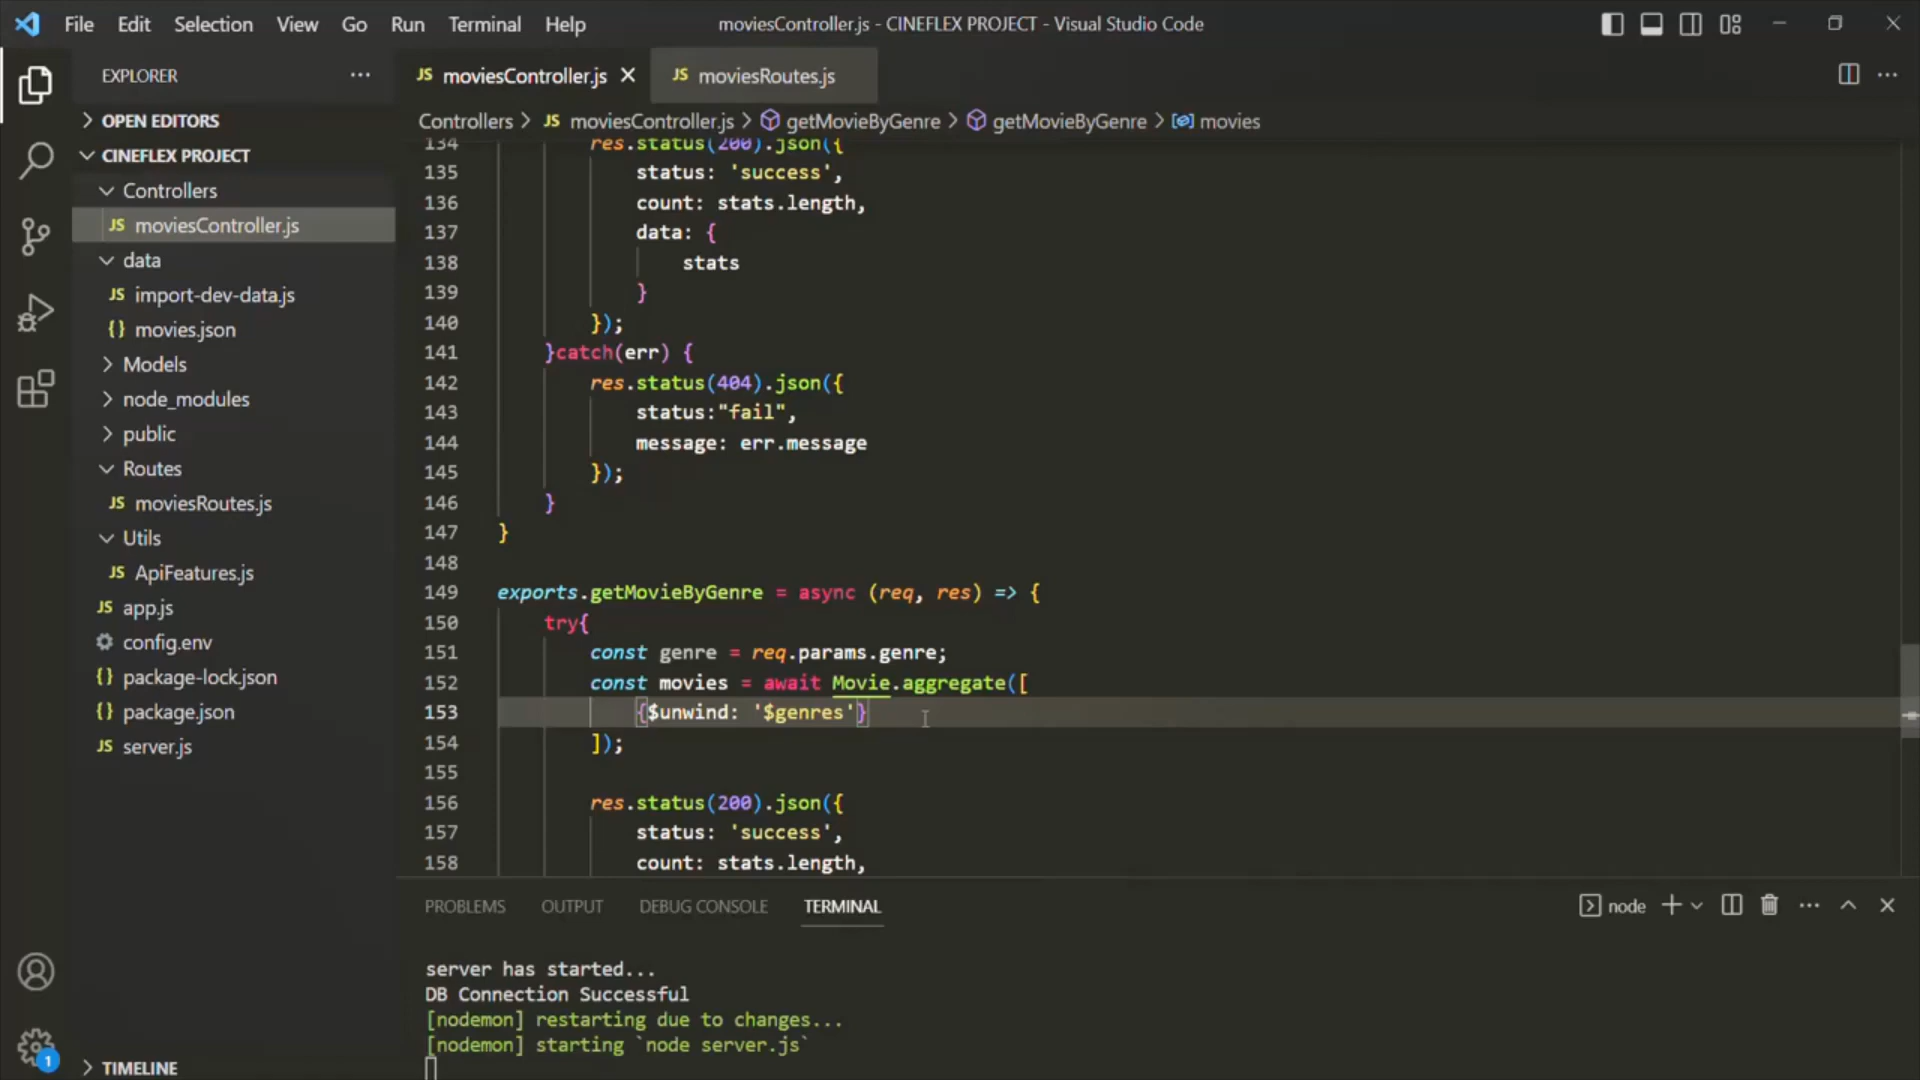 File Edit Selection View Go Run Terminal Help
moviesController.js - CINEFLEX PROJECT - Visual Studio Code
EXPLORER
OPEN EDITORS
CINEFLEX PROJECT
Controllers
JS moviesController.js
data
JS import-dev-data.js
{} movies.json
Models
node_modules
public
Routes
JS moviesRoutes.js
Utils
JS ApiFeatures.js
JS app.js
config.env
{} package-lock.json
{} package.json
JS server.js
TIMELINE
1
JS moviesController.js
JS moviesRoutes.js
Controllers > JS moviesController.js > getMovieByGenre > getMovieByGenre > movies
134 res.status(200).json({
135 status: 'success',
136 count: stats.length,
137 data: {
138 stats
139 }
140 });
141 }catch(err) {
142 res.status(404).json({
143 status:"fail",
144 message: err.message
145 });
146 }
147 }
148
149 exports.getMovieByGenre = async (req, res) => {
150 try{
151 const genre = req.params.genre;
152 const movies = await Movie.aggregate([
153 {$unwind: '$genres'}
154 ]);
155
156 res.status(200).json({
157 status: 'success',
158 count: stats.length,
PROBLEMS OUTPUT DEBUG CONSOLE TERMINAL
node
server has started...
DB Connection Successful
[nodemon] restarting due to changes...
[nodemon] starting `node server.js`